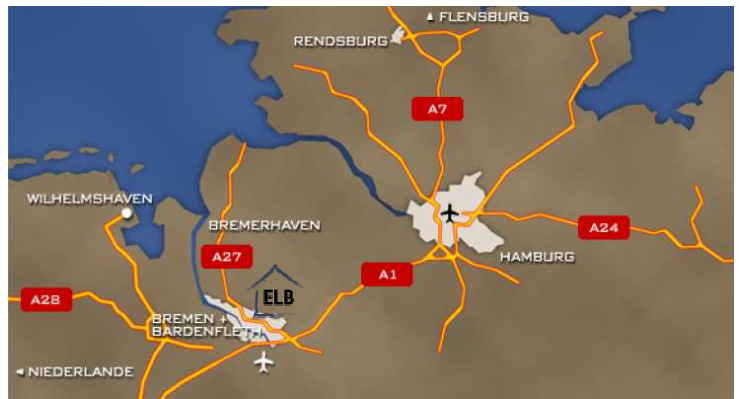 FLENSBURG
RENDSBURG
A7
WILHELMSHAVEN
BREMERHAVEN
A24
A27
HAMBURG
A1
ELB
A28
BREMEN +
BARDENFLETH
NIEDERLANDE